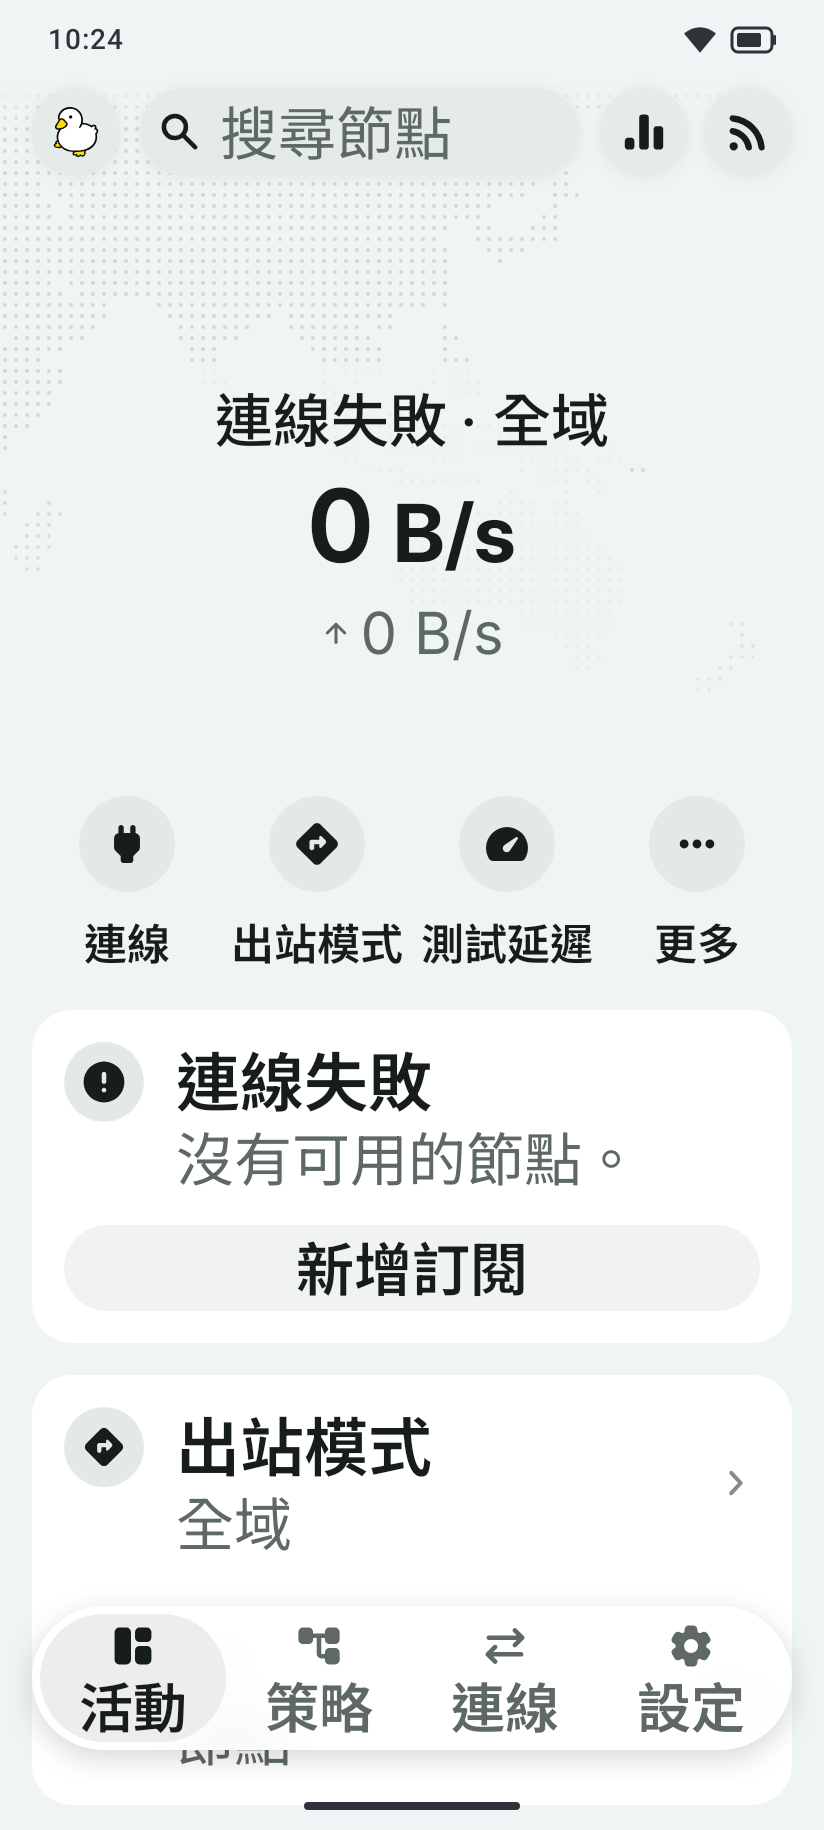 10:24
搜尋節點
連線失敗 · 全域
0 B/s
↑ 0 B/s
連線
出站模式
測試延遲
更多
連線失敗
沒有可用的節點。
新增訂閱
出站模式
全域
節點
活動
策略
連線
設定